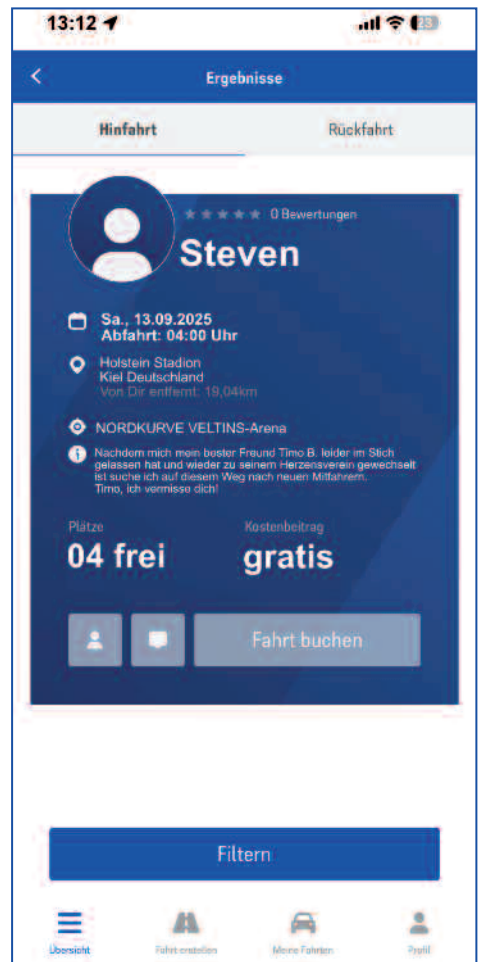 13:12
23
Ergebnisse
Hinfahrt Rückfahrt
0 Bewertungen
Steven
Sa., 13.09.2025
Abfahrt: 04:00 Uhr
Holstein Stadion
Kiel Deutschland
Von Dir entfernt: 19,04km
NORDKURVE VELTINS-Arena
Nachdem mich mein bester Freund Timo B. leider im Stich
gelassen hat und wieder zu seinem Herzensverein gewechselt
ist suche ich auf diesem Weg nach neuen Mitfahrern.
Timo, ich vermisse dich!
Plätze Kostenbeitrag
04 frei gratis
Fahrt buchen
Filtern
Übersicht Fahrt erstellen Meine Fahrten Profil